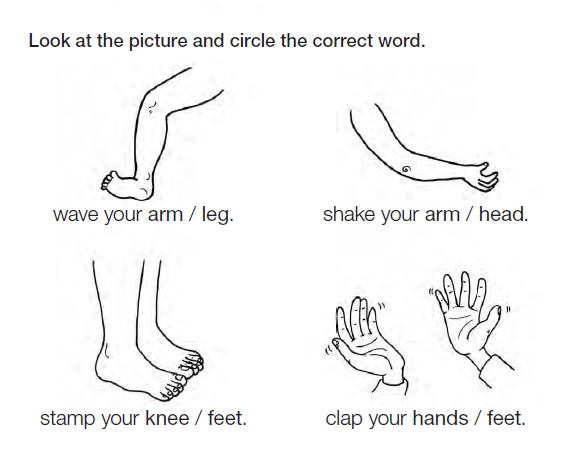 Look at the picture and circle the correct word.
wave your arm / leg.
shake your arm / head.
stamp your knee / feet.
clap your hands / feet.